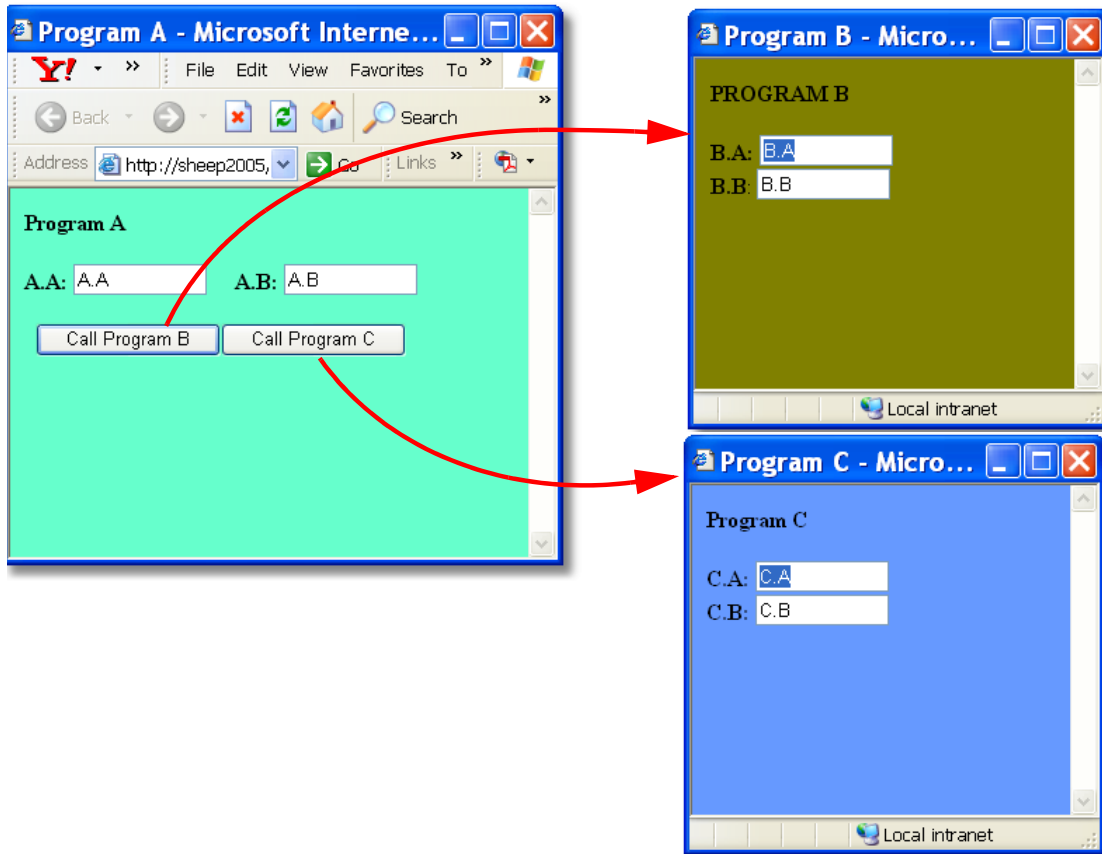 Program A - Microsoft Interne...
Y! » File Edit View Favorites To »
Back Search »
Address http://sheep2005, Go Links »
Program A
A.A: A.A A.B: A.B
Call Program B Call Program C
Program B - Micro...
PROGRAM B
B.A: B.A
B.B: B.B
Local intranet
Program C - Micro...
Program C
C.A: C.A
C.B: C.B
Local intranet